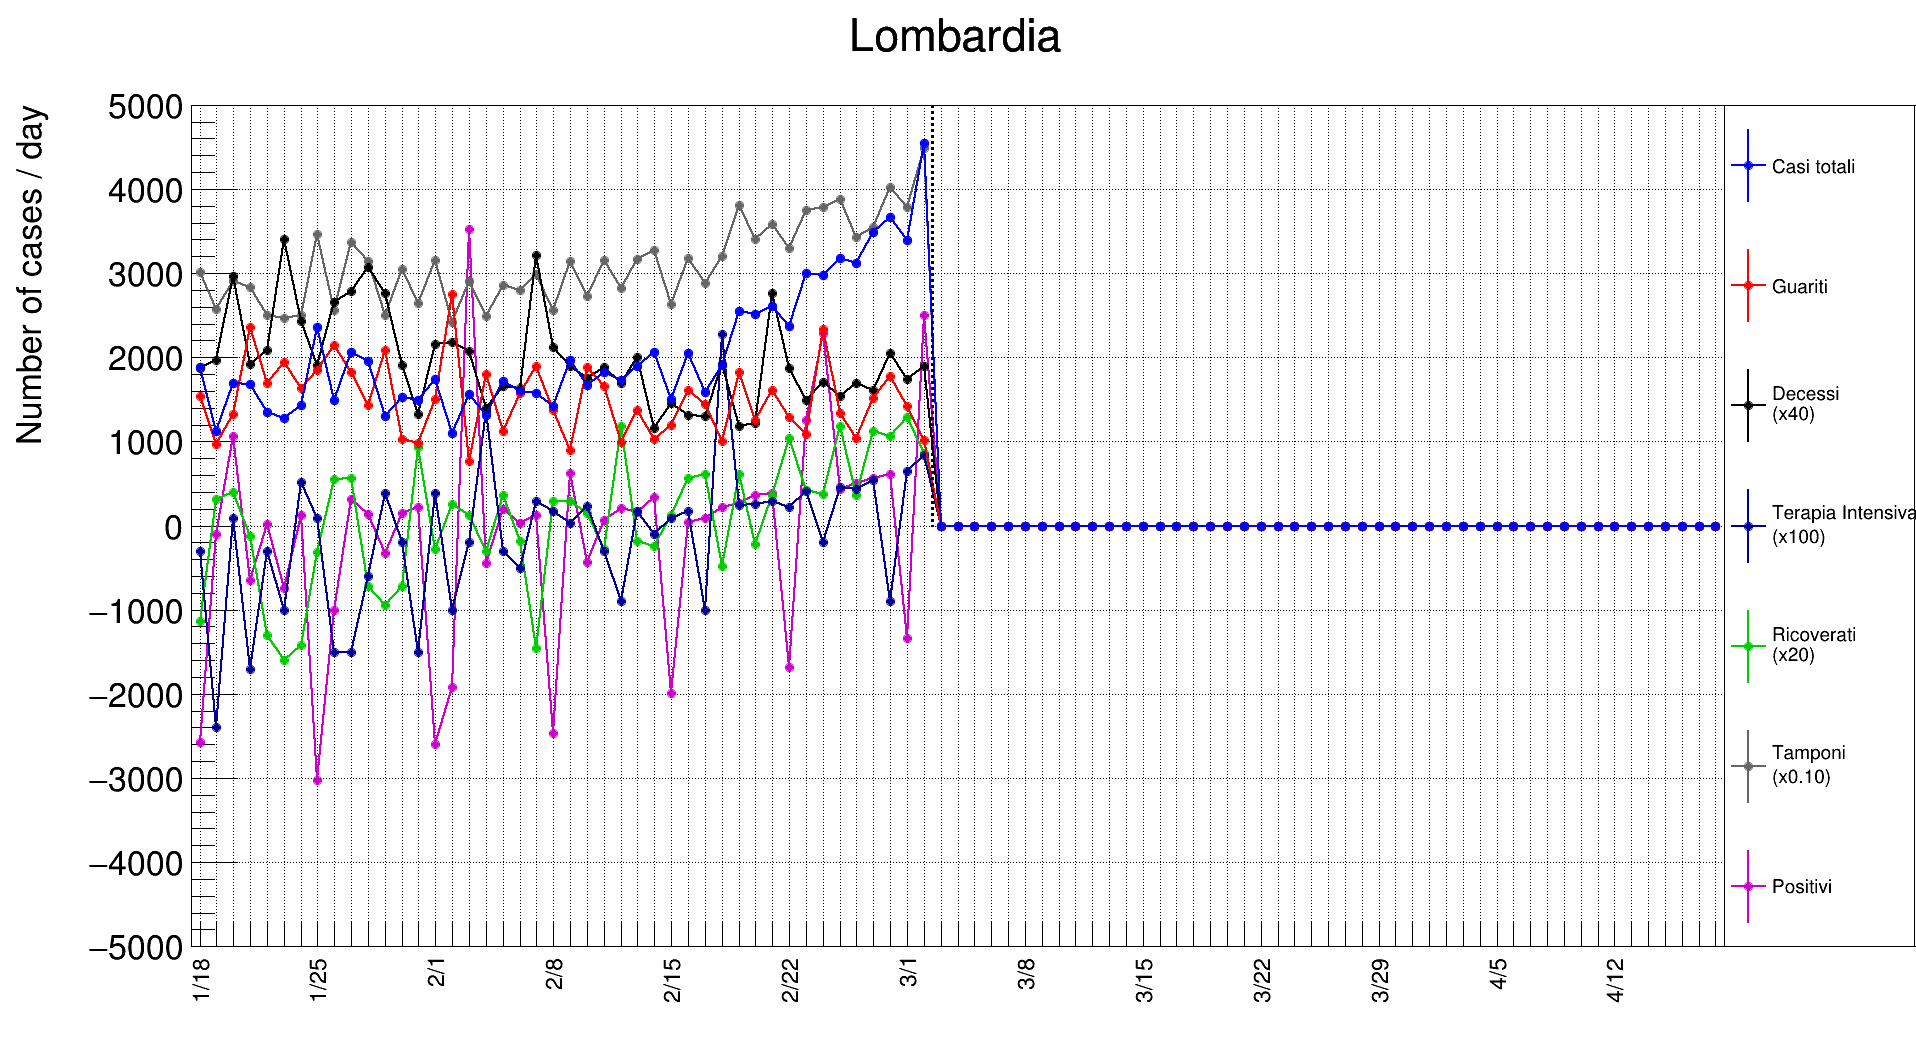 Lombardia
Number of cases / day
5000
4000
3000
2000
1000
0
−1000
−2000
−3000
−4000
−5000
1/18
1/25
2/1
2/8
2/15
2/22
3/1
3/8
3/15
3/22
3/29
4/5
4/12
Casi totali
Guariti
Decessi
(x40)
Terapia Intensiva
(x100)
Ricoverati
(x20)
Tamponi
(x0.10)
Positivi